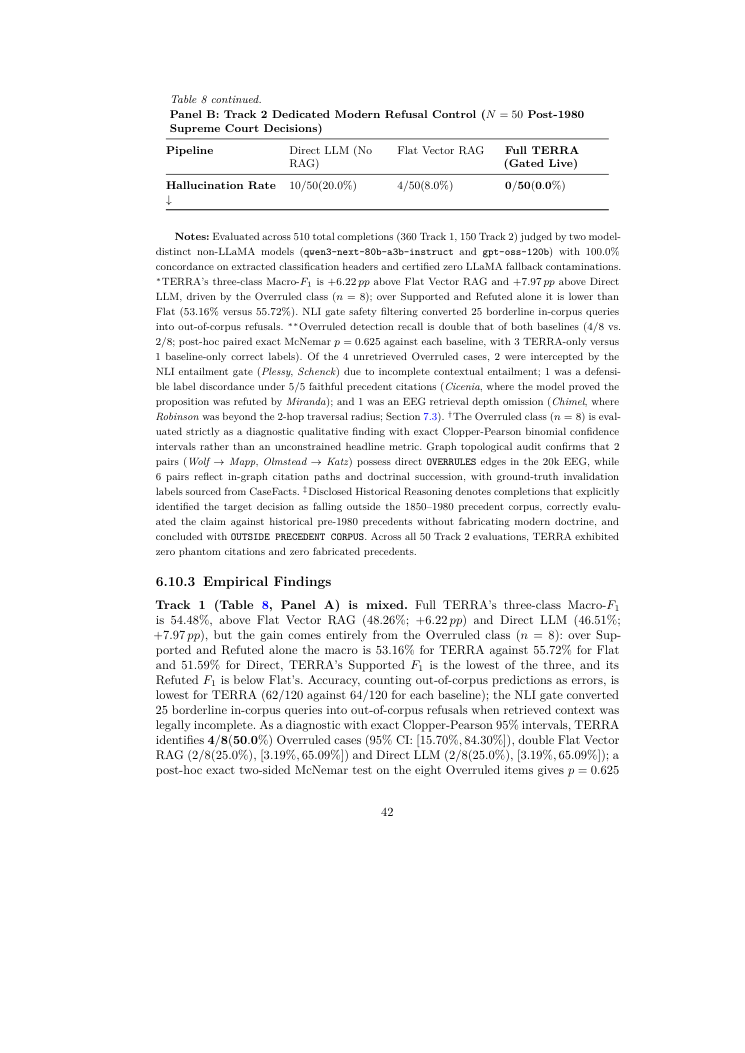 Table 8 continued.
Panel B: Track 2 Dedicated Modern Refusal Control (N = 50 Post-1980
Supreme Court Decisions)
Pipeline Direct LLM (No RAG) Flat Vector RAG Full TERRA (Gated Live)
Hallucination Rate ↓ 10/50(20.0%) 4/50(8.0%) 0/50(0.0%)
Notes: Evaluated across 510 total completions (360 Track 1, 150 Track 2) judged by two model-
distinct non-LLaMA models (qwen3-next-80b-a3b-instruct and gpt-oss-120b) with 100.0%
concordance on extracted classification headers and certified zero LLaMA fallback contaminations.
*TERRA's three-class Macro-F1 is +6.22 pp above Flat Vector RAG and +7.97 pp above Direct
LLM, driven by the Overruled class (n = 8); over Supported and Refuted alone it is lower than
Flat (53.16% versus 55.72%). NLI gate safety filtering converted 25 borderline in-corpus queries
into out-of-corpus refusals. **Overruled detection recall is double that of both baselines (4/8 vs.
2/8; post-hoc paired exact McNemar p = 0.625 against each baseline, with 3 TERRA-only versus
1 baseline-only correct labels). Of the 4 unretrieved Overruled cases, 2 were intercepted by the
NLI entailment gate (Plessy, Schenck) due to incomplete contextual entailment; 1 was a defensi-
ble label discordance under 5/5 faithful precedent citations (Cicenia, where the model proved the
proposition was refuted by Miranda); and 1 was an EEG retrieval depth omission (Chimel, where
Robinson was beyond the 2-hop traversal radius; Section 7.3). †The Overruled class (n = 8) is eval-
uated strictly as a diagnostic qualitative finding with exact Clopper-Pearson binomial confidence
intervals rather than an unconstrained headline metric. Graph topological audit confirms that 2
pairs (Wolf → Mapp, Olmstead → Katz) possess direct OVERRULES edges in the 20k EEG, while
6 pairs reflect in-graph citation paths and doctrinal succession, with ground-truth invalidation
labels sourced from CaseFacts. ‡Disclosed Historical Reasoning denotes completions that explicitly
identified the target decision as falling outside the 1850–1980 precedent corpus, correctly evalu-
ated the claim against historical pre-1980 precedents without fabricating modern doctrine, and
concluded with OUTSIDE PRECEDENT CORPUS. Across all 50 Track 2 evaluations, TERRA exhibited
zero phantom citations and zero fabricated precedents.
6.10.3 Empirical Findings
Track 1 (Table 8, Panel A) is mixed. Full TERRA's three-class Macro-F1
is 54.48%, above Flat Vector RAG (48.26%; +6.22 pp) and Direct LLM (46.51%;
+7.97 pp), but the gain comes entirely from the Overruled class (n = 8): over Sup-
ported and Refuted alone the macro is 53.16% for TERRA against 55.72% for Flat
and 51.59% for Direct, TERRA's Supported F1 is the lowest of the three, and its
Refuted F1 is below Flat's. Accuracy, counting out-of-corpus predictions as errors, is
lowest for TERRA (62/120 against 64/120 for each baseline); the NLI gate converted
25 borderline in-corpus queries into out-of-corpus refusals when retrieved context was
legally incomplete. As a diagnostic with exact Clopper-Pearson 95% intervals, TERRA
identifies 4/8(50.0%) Overruled cases (95% CI: [15.70%, 84.30%]), double Flat Vector
RAG (2/8(25.0%), [3.19%, 65.09%]) and Direct LLM (2/8(25.0%), [3.19%, 65.09%]); a
post-hoc exact two-sided McNemar test on the eight Overruled items gives p = 0.625
42